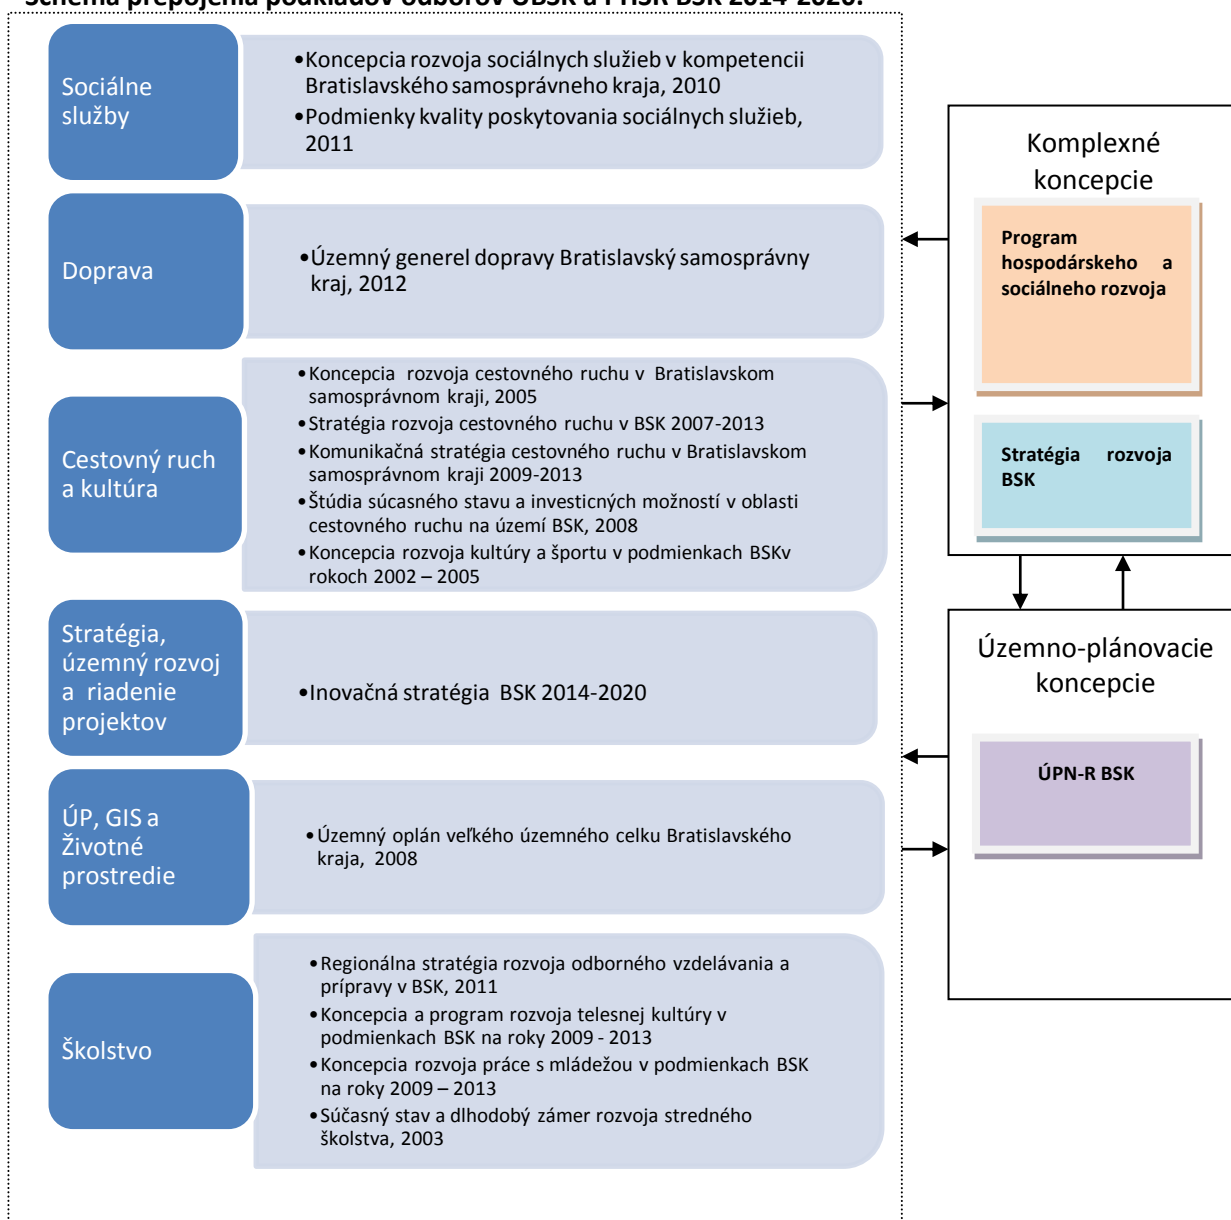 Schéma prepojenia podkladov odborov ÚBSK a PHSR BSK 2014-2020:
Sociálne
služby
•Koncepcia rozvoja sociálnych služieb v kompetencii
Bratislavského samosprávneho kraja, 2010
•Podmienky kvality poskytovania sociálnych služieb,
2011
Doprava
•Územný generel dopravy Bratislavský samosprávny
kraj, 2012
Cestovný ruch
a kultúra
•Koncepcia rozvoja cestovného ruchu v Bratislavskom
samosprávnom kraji, 2005
•Stratégia rozvoja cestovného ruchu v BSK 2007-2013
•Komunikačná stratégia cestovného ruchu v Bratislavskom
samosprávnom kraji 2009-2013
•Štúdia súcasného stavu a investicných možností v oblasti
cestovného ruchu na území BSK, 2008
•Koncepcia rozvoja kultúry a športu v podmienkach BSKv
rokoch 2002 – 2005
Stratégia,
územný rozvoj
a riadenie
projektov
•Inovačná stratégia BSK 2014-2020
ÚP, GIS a
Životné
prostredie
•Územný oplán veľkého územného celku Bratislavského
kraja, 2008
Školstvo
•Regionálna stratégia rozvoja odborného vzdelávania a
prípravy v BSK, 2011
•Koncepcia a program rozvoja telesnej kultúry v
podmienkach BSK na roky 2009 - 2013
•Koncepcia rozvoja práce s mládežou v podmienkach BSK
na roky 2009 – 2013
•Súčasný stav a dlhodobý zámer rozvoja stredného
školstva, 2003
Komplexné
koncepcie
Program
hospodárskeho a
sociálneho rozvoja
Stratégia rozvoja
BSK
Územno-plánovacie
koncepcie
ÚPN-R BSK